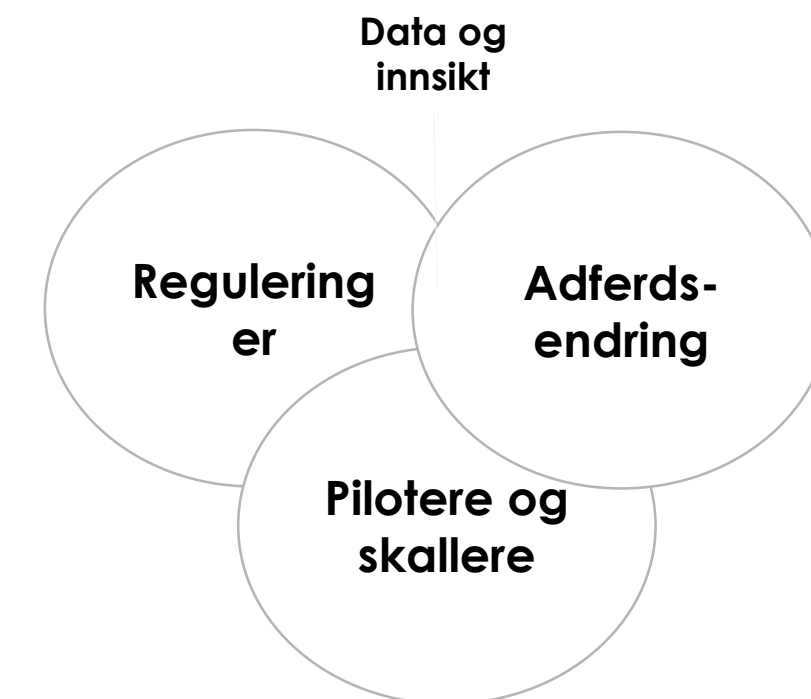 Data og
innsikt
Regulering
er
Adferds-
endring
Pilotere og
skallere